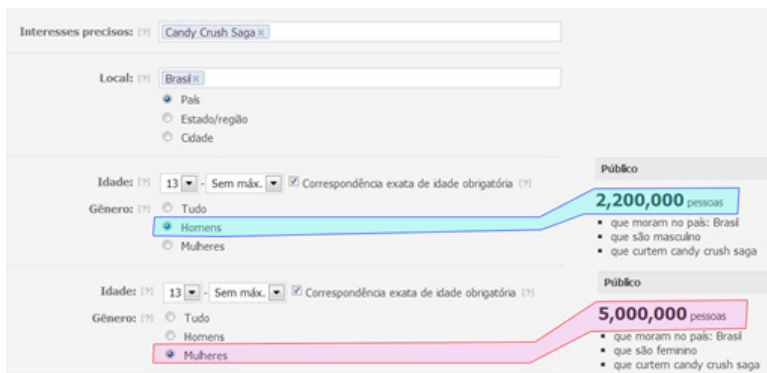 Interesses precisos: [?] Candy Crush Saga ×
Local: [?] Brasil ×
País
Estado/região
Cidade
Idade: [?] 13 - Sem máx. Correspondência exata de idade obrigatória [?]
Gênero: [?] Tudo
Homens
Mulheres
Público
2,200,000 pessoas
que moram no país: Brasil
que são masculino
que curtem candy crush saga
Idade: [?] 13 - Sem máx. Correspondência exata de idade obrigatória [?]
Gênero: [?] Tudo
Homens
Mulheres
Público
5,000,000 pessoas
que moram no país: Brasil
que são feminino
que curtem candy crush saga